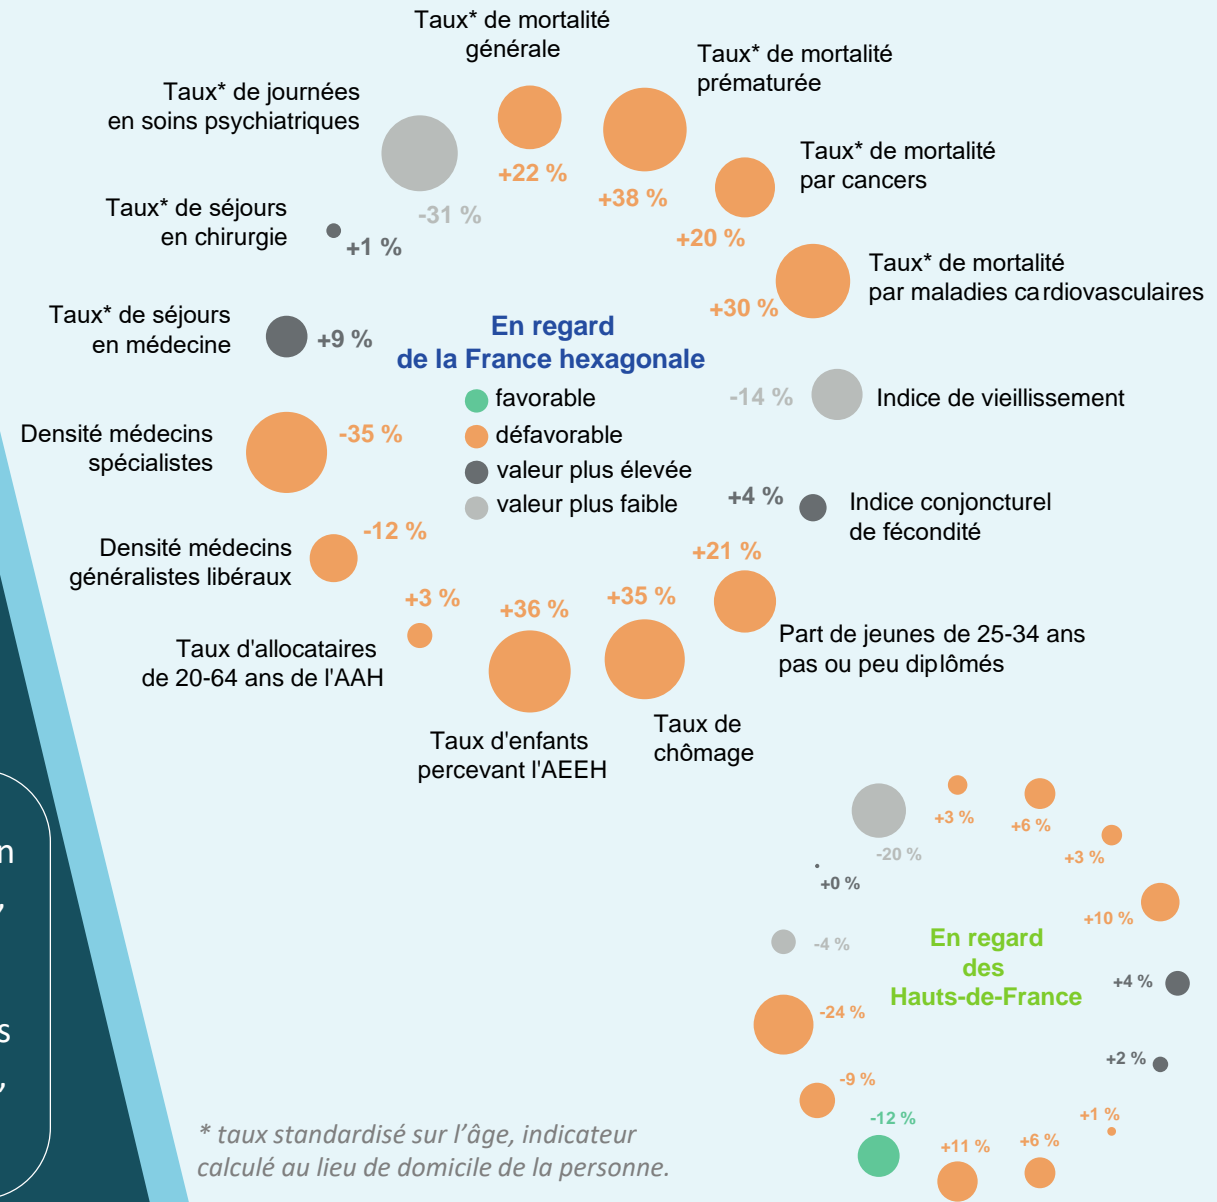 Taux* de mortalité
générale
Taux* de mortalité
prématurée
Taux* de journées
en soins psychiatriques
+22 %
+38 %
Taux* de mortalité
par cancers
-31 %
+20 %
Taux* de séjours
en chirurgie
+1 %
Taux* de mortalité
par maladies cardiovasculaires
+30 %
Taux* de séjours
en médecine
+9 %
En regard
de la France hexagonale
favorable
défavorable
valeur plus élevée
valeur plus faible
-14 %
Indice de vieillissement
Densité médecins
spécialistes
-35 %
+4 %
Indice conjoncturel
de fécondité
Densité médecins
généralistes libéraux
-12 %
+21 %
Part de jeunes de 25-34 ans
pas ou peu diplômés
+3 %
+36 %
+35 %
Taux d'allocataires
de 20-64 ans de l'AAH
Taux d'enfants
percevant l'AEEH
Taux de
chômage
+3 %
+6 %
-20 %
+3 %
+0 %
+10 %
-4 %
En regard
des
Hauts-de-France
+4 %
-24 %
+2 %
-9 %
+1 %
-12 %
+11 %
+6 %
n
,
s
,
* taux standardisé sur l’âge, indicateur
calculé au lieu de domicile de la personne.